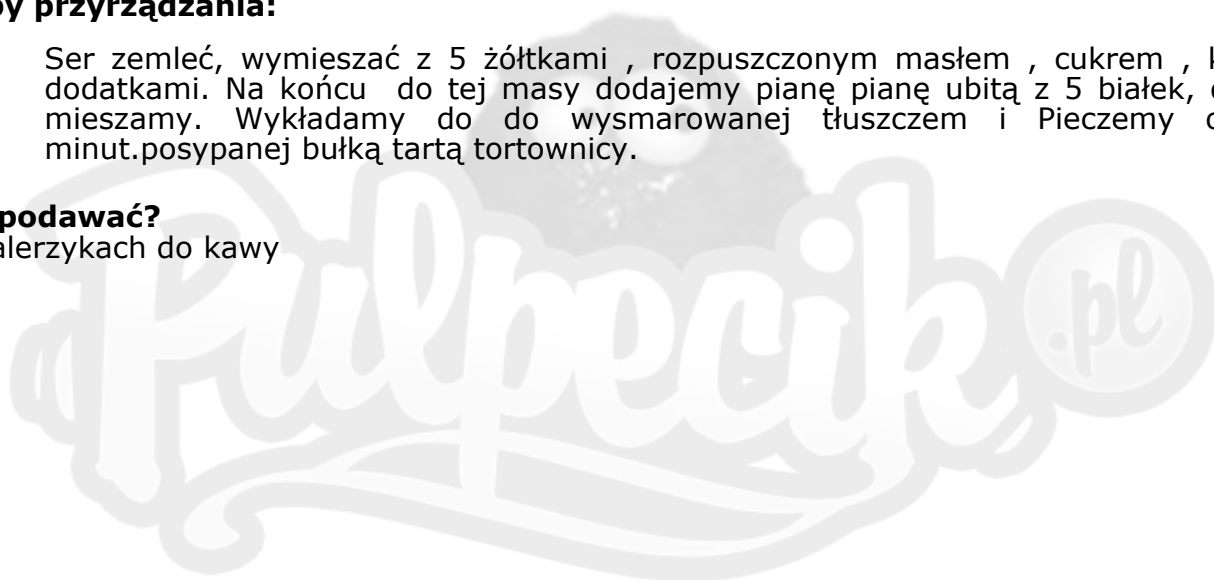 przyrządzania:
Ser zemleć, wymieszać z 5 żółtkami , rozpuszczonym masłem , cukrem ,
dodatkami. Na końcu do tej masy dodajemy pianę pianę ubitą z 5 białek,
mieszamy. Wykładamy do do wysmarowanej tłuszczem i Pieczemy
minut.posypanej bułką tartą tortownicy.
podawać?
alerzykach do kawy
Pulpecik.pl